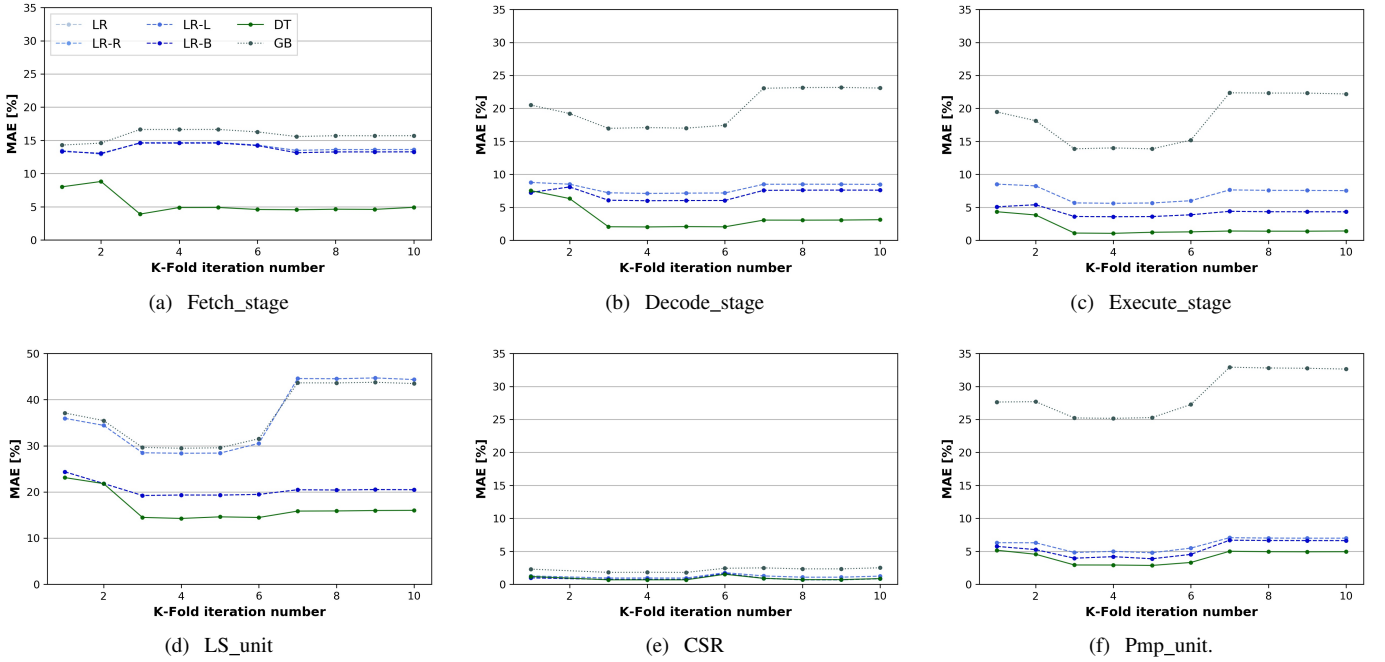 35
30
25
20
15
10
5
0
MAE [%]
LR
LR-R
LR-L
LR-B
DT
GB
2 4 6 8 10
K-Fold iteration number
(a) Fetch_stage
35
30
25
20
15
10
5
0
MAE [%]
2 4 6 8 10
K-Fold iteration number
(b) Decode_stage
35
30
25
20
15
10
5
0
MAE [%]
2 4 6 8 10
K-Fold iteration number
(c) Execute_stage
50
40
30
20
10
0
MAE [%]
2 4 6 8 10
K-Fold iteration number
(d) LS_unit
35
30
25
20
15
10
5
0
MAE [%]
2 4 6 8 10
K-Fold iteration number
(e) CSR
35
30
25
20
15
10
5
0
MAE [%]
2 4 6 8 10
K-Fold iteration number
(f) Pmp_unit.